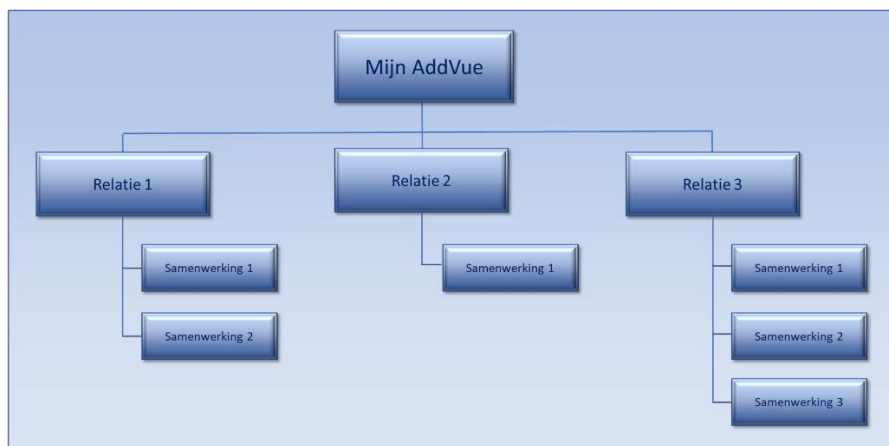 Mijn AddVue
Relatie 1
Relatie 2
Relatie 3
Samenwerking 1
Samenwerking 1
Samenwerking 1
Samenwerking 2
Samenwerking 2
Samenwerking 3